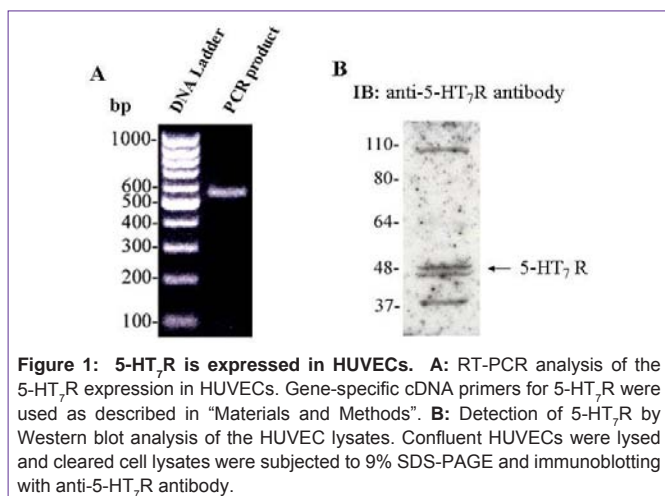 A
DNA Ladder
PCR product
bp
1000-
600-
500-
400-
300-
200-
100-
B
IB: anti-5-HT₇R antibody
110-
80-
64-
48-
37-
← 5-HT₇ R
Figure 1: 5-HT₇R is expressed in HUVECs. A: RT-PCR analysis of the
5-HT₇R expression in HUVECs. Gene-specific cDNA primers for 5-HT₇R were
used as described in “Materials and Methods”. B: Detection of 5-HT₇R by
Western blot analysis of the HUVEC lysates. Confluent HUVECs were lysed
and cleared cell lysates were subjected to 9% SDS-PAGE and immunoblotting
with anti-5-HT₇R antibody.